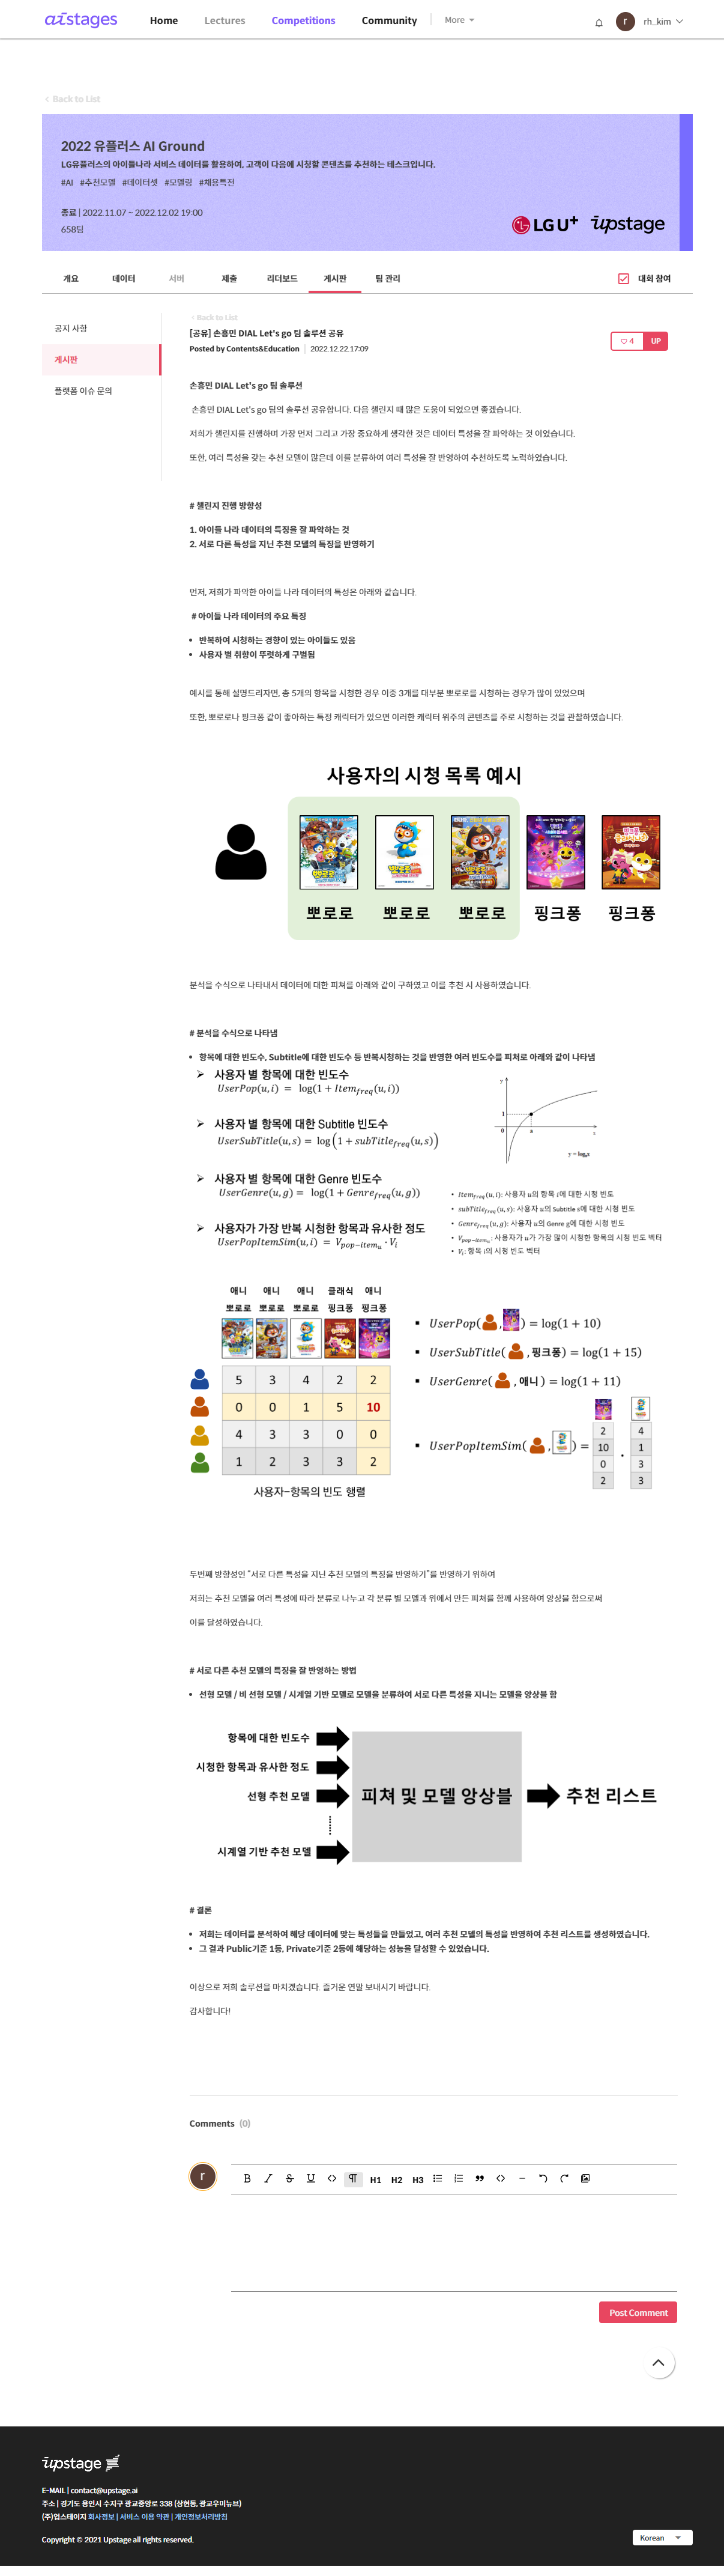 aistages
Home
Lectures
Competitions
Community
More
r
rh_kim
Back to List
2022 유플러스 AI Ground
LG유플러스의 아이들나라 서비스 데이터를 활용하여, 고객이 다음에 시청할 콘텐츠를 추천하는 테스크입니다.
#AI #추천모델 #데이터셋 #모델링 #채용특전
종료 | 2022.11.07 ~ 2022.12.02 19:00
658팀
LG U+ upstage
개요
데이터
서버
제출
리더보드
게시판
팀 관리
대회 참여
공지 사항
게시판
플랫폼 이슈 문의
Back to List
[공유] 손흥민 DIAL Let's go 팀 솔루션 공유
Posted by Contents&Education | 2022.12.22.17:09
4 UP
손흥민 DIAL Let's go 팀 솔루션
손흥민 DIAL Let's go 팀의 솔루션 공유합니다. 다음 챌린지 때 많은 도움이 되었으면 좋겠습니다.
저희가 챌린지를 진행하며 가장 먼저 그리고 가장 중요하게 생각한 것은 데이터 특성을 잘 파악하는 것 이었습니다.
또한, 여러 특성을 갖는 추천 모델이 많은데 이를 분류하여 여러 특성을 잘 반영하여 추천하도록 노력하였습니다.
# 챌린지 진행 방향성
1. 아이들 나라 데이터의 특징을 잘 파악하는 것
2. 서로 다른 특성을 지닌 추천 모델의 특징을 반영하기
먼저, 저희가 파악한 아이들 나라 데이터의 특성은 아래와 같습니다.
# 아이들 나라 데이터의 주요 특징
• 반복하여 시청하는 경향이 있는 아이들도 있음
• 사용자 별 취향이 뚜렷하게 구별됨
예시를 통해 설명드리자면, 총 5개의 항목을 시청한 경우 이중 3개를 대부분 뽀로로를 시청하는 경우가 많이 있었으며
또한, 뽀로로나 핑크퐁 같이 좋아하는 특정 캐릭터가 있으면 이러한 캐릭터 위주의 콘텐츠를 주로 시청하는 것을 관찰하였습니다.
사용자의 시청 목록 예시
뽀로로 뽀로로 뽀로로 핑크퐁 핑크퐁
분석을 수식으로 나타내서 데이터에 대한 피쳐를 아래와 같이 구하였고 이를 추천 시 사용하였습니다.
# 분석을 수식으로 나타냄
• 항목에 대한 빈도수, Subtitle에 대한 빈도수 등 반복시청하는 것을 반영한 여러 빈도수를 피처로 아래와 같이 나타냄
➢ 사용자 별 항목에 대한 빈도수
UserPop(u, i) = log(1 + Item_freq(u, i))
➢ 사용자 별 항목에 대한 Subtitle 빈도수
UserSubTitle(u, s) = log(1 + subTitle_freq(u, s))
➢ 사용자 별 항목에 대한 Genre 빈도수
UserGenre(u, g) = log(1 + Genre_freq(u, g))
➢ 사용자가 가장 반복 시청한 항목과 유사한 정도
UserPopItemSim(u, i) = V_pop−item_u · V_i
y
1
0 a x
y = log_a x
• Item_freq(u, i): 사용자 u의 항목 i에 대한 시청 빈도
• subTitle_freq(u, s): 사용자 u의 Subtitle s에 대한 시청 빈도
• Genre_freq(u, g): 사용자 u의 Genre g에 대한 시청 빈도
• V_pop−item_u: 사용자가 u가 가장 많이 시청한 항목의 시청 빈도 벡터
• V_i: 항목 i의 시청 빈도 벡터
애니 애니 애니 클래식 애니
뽀로로 뽀로로 뽀로로 핑크퐁 핑크퐁
5 3 4 2 2
0 0 1 5 10
4 3 3 0 0
1 2 3 3 2
사용자-항목의 빈도 행렬
▪ UserPop( , ) = log(1 + 10)
▪ UserSubTitle( , 핑크퐁) = log(1 + 15)
▪ UserGenre( , 애니) = log(1 + 11)
▪ UserPopItemSim( , ) =
2 4
10 1
0 · 3
2 3
두번째 방향성인 "서로 다른 특성을 지닌 추천 모델의 특징을 반영하기"를 반영하기 위하여
저희는 추천 모델을 여러 특성에 따라 분류로 나누고 각 분류 별 모델과 위에서 만든 피쳐를 함께 사용하여 앙상블 함으로써
이를 달성하였습니다.
# 서로 다른 추천 모델의 특징을 잘 반영하는 방법
• 선형 모델 / 비 선형 모델 / 시계열 기반 모델로 모델을 분류하여 서로 다른 특성을 지니는 모델을 앙상블 함
항목에 대한 빈도수
시청한 항목과 유사한 정도
선형 추천 모델
시계열 기반 추천 모델
피쳐 및 모델 앙상블
추천 리스트
# 결론
• 저희는 데이터를 분석하여 해당 데이터에 맞는 특성들을 만들었고, 여러 추천 모델의 특성을 반영하여 추천 리스트를 생성하였습니다.
• 그 결과 Public기준 1등, Private기준 2등에 해당하는 성능을 달성할 수 있었습니다.
이상으로 저희 솔루션을 마치겠습니다. 즐거운 연말 보내시기 바랍니다.
감사합니다!
Comments (0)
r
B I S U <> ¶ H1 H2 H3
Post Comment
upstage
E-MAIL | contact@upstage.ai
주소 | 경기도 용인시 수지구 광교중앙로 338 (상현동, 광교우미뉴브)
(주)업스테이지 회사정보 | 서비스 이용 약관 | 개인정보처리방침
Copyright © 2021 Upstage all rights reserved.
Korean